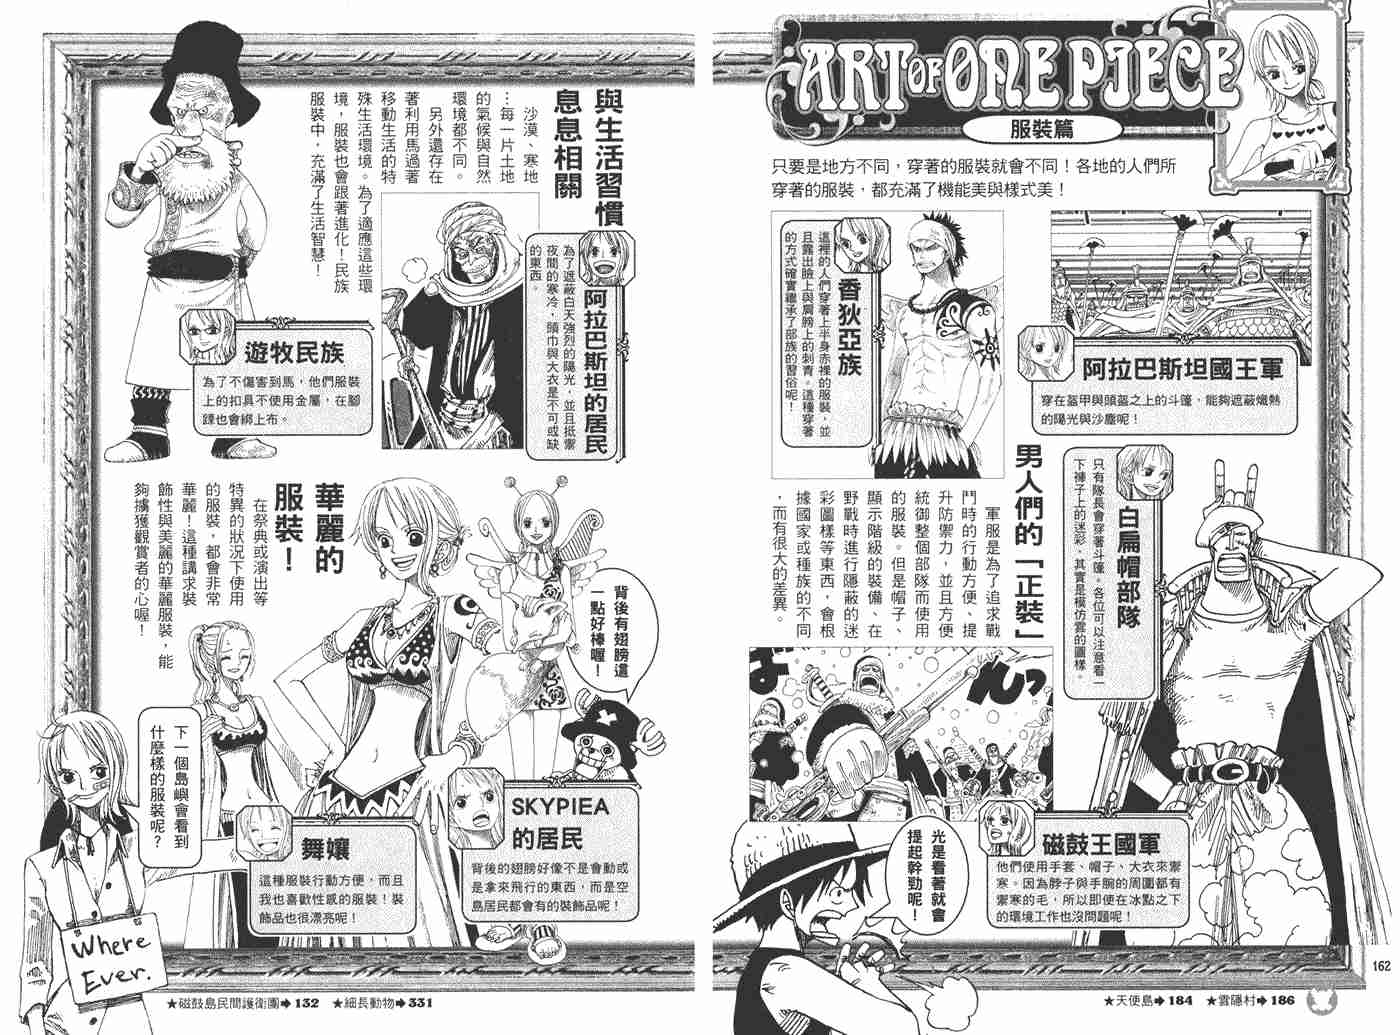 ART OF ONE PIECE
服裝篇
只要是地方不同，穿著的服裝就會不同！各地的人們所
穿著的服裝，都充滿了機能美與樣式美！
阿拉巴斯坦國王軍
穿在盔甲與頭盔之上的斗篷，能夠遮蔽熾熱
的陽光與沙塵呢！
香狄亞族
這裡的人們穿著上半身赤裸的服裝，並
且露出臉上與肩膀上的刺青。這種穿著
的方式確實繼承了部族的習俗呢！
男人們的「正裝」
軍服是為了追求戰
鬥時的行動方便、提
升防禦力，並且方便
統御整個部隊而使用
的服裝。但是帽子、
顯示階級的裝備、在
野戰時進行隱蔽的迷
彩圖樣等東西，會根
據國家或種族的不同
，而有很大的差異。
白扁帽部隊
只有隊長會穿著斗篷。各位可以注意看一
下褲子上的迷彩，其實是模仿雲的圖樣。
ば
んっ
磁鼓王國軍
他們使用手套、帽子、大衣來禦
寒。因為脖子與手腕的周圍都有
禦寒的毛，所以即便在冰點之下
的環境工作也沒問題呢！
光是看著就會
提起幹勁呢！
162
★天使島➡184　★雲隱村➡186
與生活習慣
息息相關
沙漠、寒地
…每一片土地
的氣候與自然
環境都不同。
另外還存在
著利用馬過著
移動生活的特
殊生活環境。為了適應這些環
境，服裝也會跟著進化！民族
服裝中，充滿了生活智慧！
阿拉巴斯坦的居民
為了遮蔽白天強烈的陽光，並且抵禦
夜間的寒冷，頭巾與大衣是不可或缺
的東西。
遊牧民族
為了不傷害到馬，他們服裝
上的扣具不使用金屬，在腳
踝也會綁上布。
華麗的
服裝！
在祭典或演出等
特異的狀況下使用
的服裝，都會非常
華麗！這種講求裝
飾性與美麗的華麗服裝，能
夠擄獲觀賞者的心喔！
背後有翅膀這
一點好棒喔！
SKYPIEA
的居民
背後的翅膀好像不是會動或
是拿來飛行的東西，而是空
島居民都會有的裝飾品呢！
舞孃
這種服裝行動方便，而且
我也喜歡性感的服裝！裝
飾品也很漂亮呢！
下一個島嶼會看到
什麼樣的服裝呢？
Where
Ever.
★磁鼓島民間護衛團➡132　★細長動物➡331